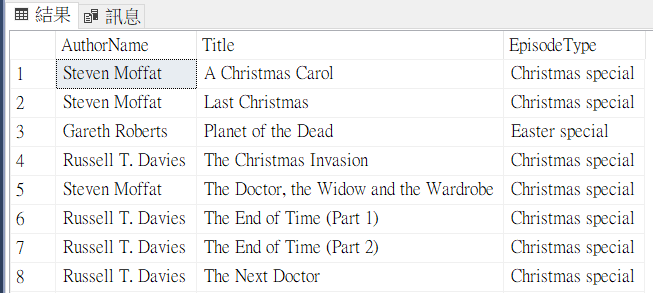 結果 訊息
AuthorName Title EpisodeType
1 Steven Moffat A Christmas Carol Christmas special
2 Steven Moffat Last Christmas Christmas special
3 Gareth Roberts Planet of the Dead Easter special
4 Russell T. Davies The Christmas Invasion Christmas special
5 Steven Moffat The Doctor, the Widow and the Wardrobe Christmas special
6 Russell T. Davies The End of Time (Part 1) Christmas special
7 Russell T. Davies The End of Time (Part 2) Christmas special
8 Russell T. Davies The Next Doctor Christmas special